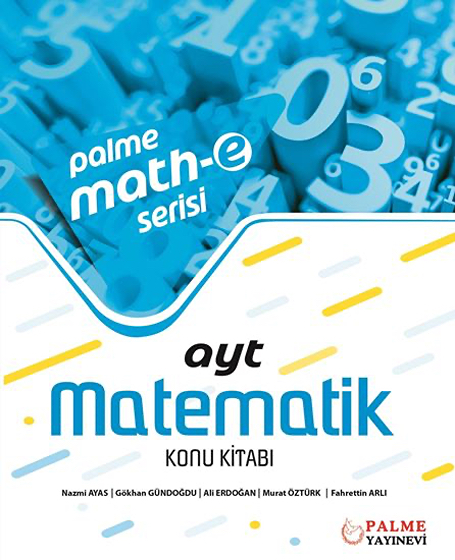 palme
math-e
serisi
ayt
Matematik
KONU KİTABI
Nazmi AYAS | Gökhan GÜNDOĞDU | Ali ERDOĞAN | Murat ÖZTÜRK | Fahrettin ARLI
PALME
YAYINEVİ